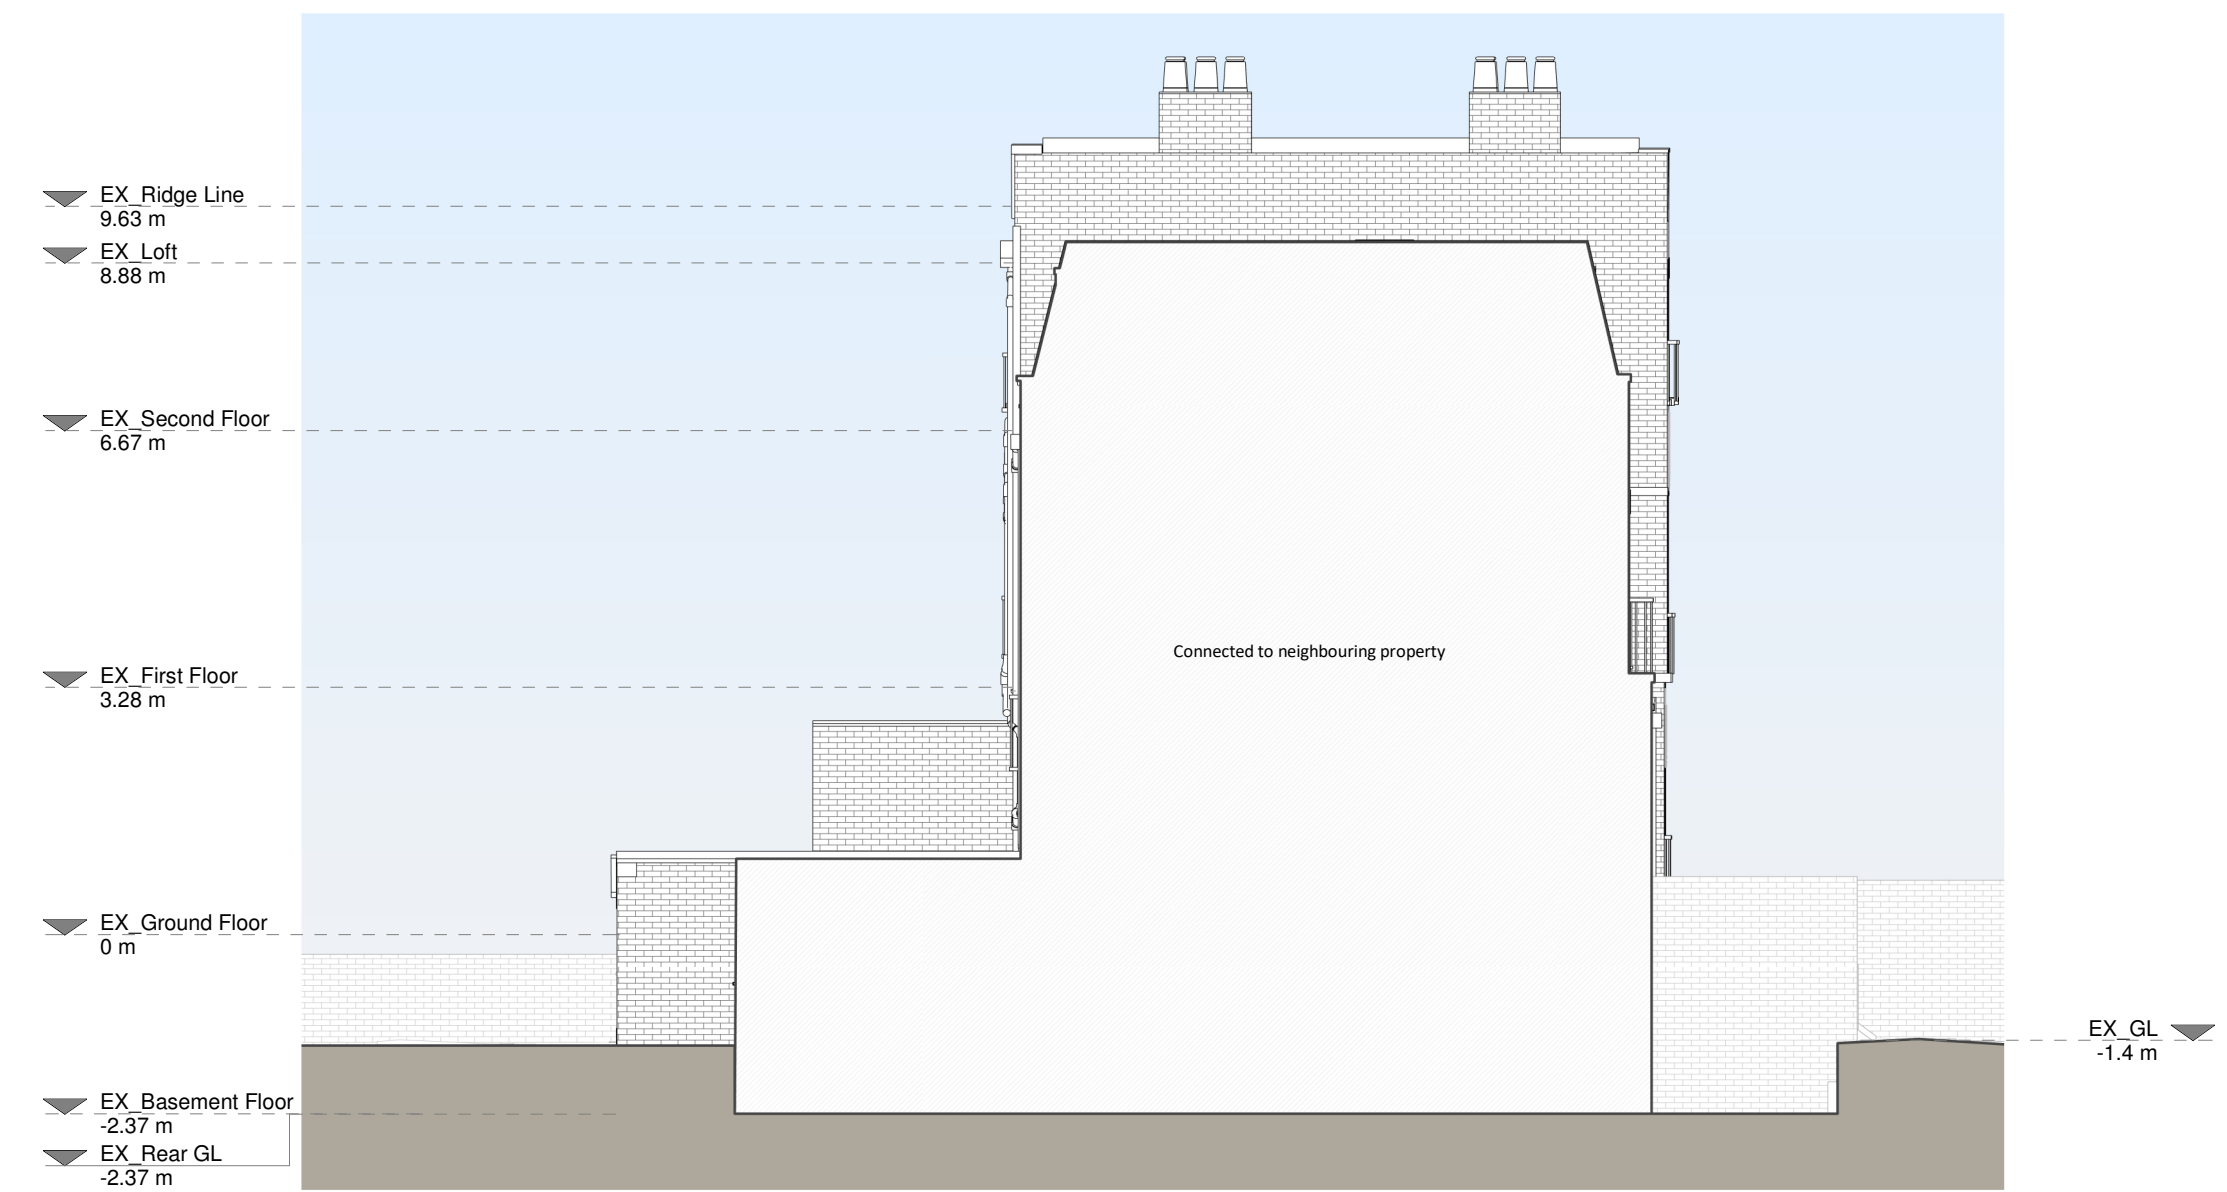 EX_Ridge Line
9.63 m
EX_Loft
8.88 m
EX_Second Floor
6.67 m
Connected to neighbouring property
EX_First Floor
3.28 m
EX_Ground Floor
0 m
EX_GL
-1.4 m
EX_Basement Floor
-2.37 m
EX_Rear GL
-2.37 m